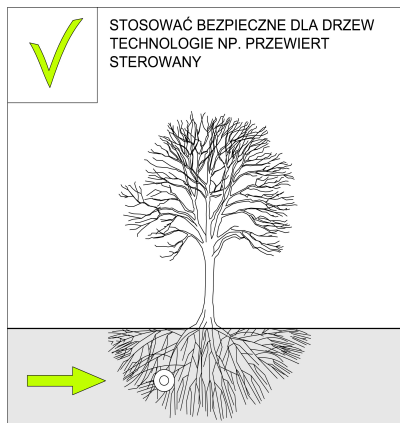 STOSOWAĆ BEZPIECZNE DLA DRZEW
TECHNOLOGIE NP. PRZEWIERT
STEROWANY